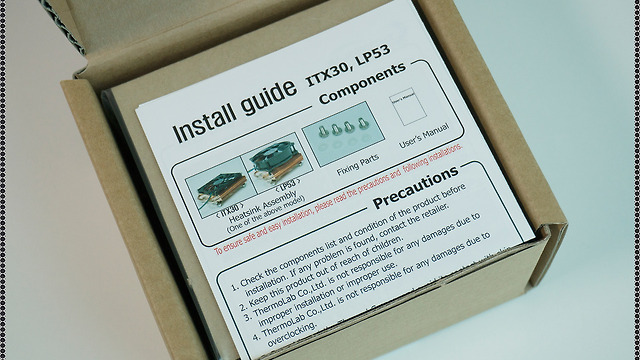 Install guide ITX30, LP53
Components
User's Manual
<ITX30>
<LP53>
Heatsink Assembly
(One of the above model)
Fixing Parts
User's Manual
To ensure safe and easy installation, please read the precautions and following installations.
Precautions
1. Check the components list and condition of the product before
installation. If any problem is found, contact the retailer.
2. Keep this product out of reach of children.
3. ThermoLab Co.,Ltd. is not responsible for any damages due to
improper installation or improper use.
4. ThermoLab Co.,Ltd. is not responsible for any damages due to
overclocking.